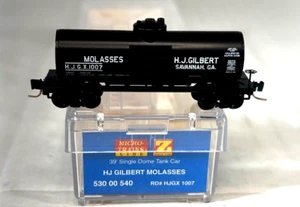 MOLASSES
H.J.G.X 1007
H.J. GILBERT
SAVANNAH, GA.
MICRO-TRAINS
Z
39' Single Dome Tank Car
HJ GILBERT MOLASSES
530 00 540
RD# HJGX 1007